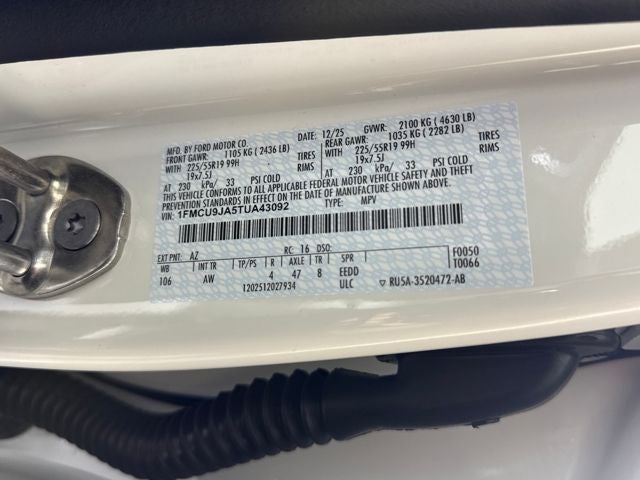 MFD. BY FORD MOTOR CO. DATE: 12/25 GVWR: 2100 KG ( 4630 LB)
FRONT GAWR: 1105 KG ( 2436 LB) REAR GAWR: 1035 KG ( 2282 LB)
225/55R19 99H TIRES 225/55R19 99H TIRES
19x7.5J RIMS 19x7.5J RIMS
AT 230 kPa/ 33 PSI COLD AT 230 kPa/ 33 PSI COLD
THIS VEHICLE CONFORMS TO ALL APPLICABLE FEDERAL MOTOR VEHICLE SAFETY, BUMPER, AND THEFT
PREVENTION STANDARDS IN EFFECT ON THE DATE OF MANUFACTURE SHOWN ABOVE.
VIN: 1FMCU9JA5TUA43092 TYPE: MPV
EXT PNT: AZ RC: 16 DSO: F0050
WB INT TR TP/PS R AXLE TR SPR T0066
106 AW 4 47 8 EEDD
1202512027934 ULC ▽ RU5A-3520472-AB